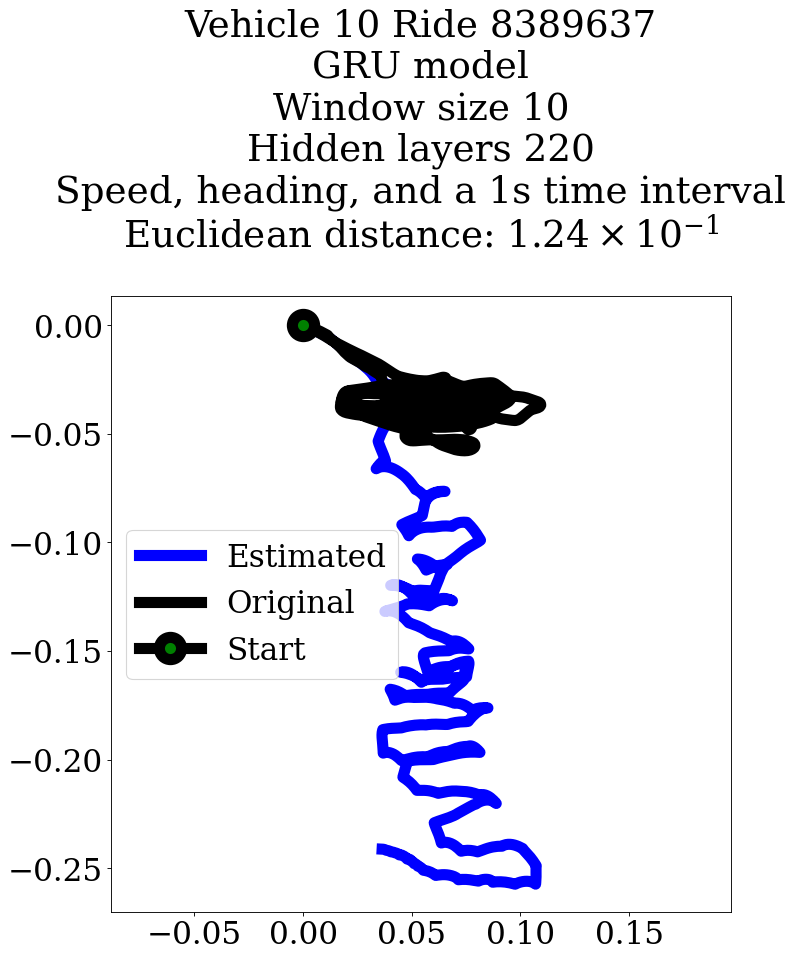 Vehicle 10 Ride 8389637
GRU model
Window size 10
Hidden layers 220
Speed, heading, and a 1s time interval
Euclidean distance: 1.24 × 10⁻¹
0.00
−0.05
−0.10
−0.15
−0.20
−0.25
Estimated
Original
Start
−0.05 0.00 0.05 0.10 0.15